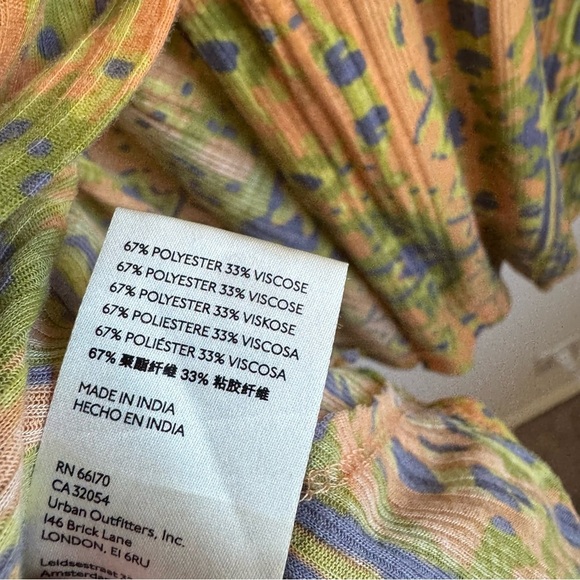 67% POLYESTER 33% VISCOSE
67% POLYESTER 33% VISCOSE
67% POLYESTER 33% VISKOSE
67% POLIESTERE 33% VISCOSA
67% POLIÉSTER 33% VISCOSA
67% 聚酯纤维 33% 粘胶纤维
MADE IN INDIA
HECHO EN INDIA
RN 66170
CA 32054
Urban Outfitters, Inc.
146 Brick Lane
LONDON, E1 6RU
Leidsestraat
Amsterdam